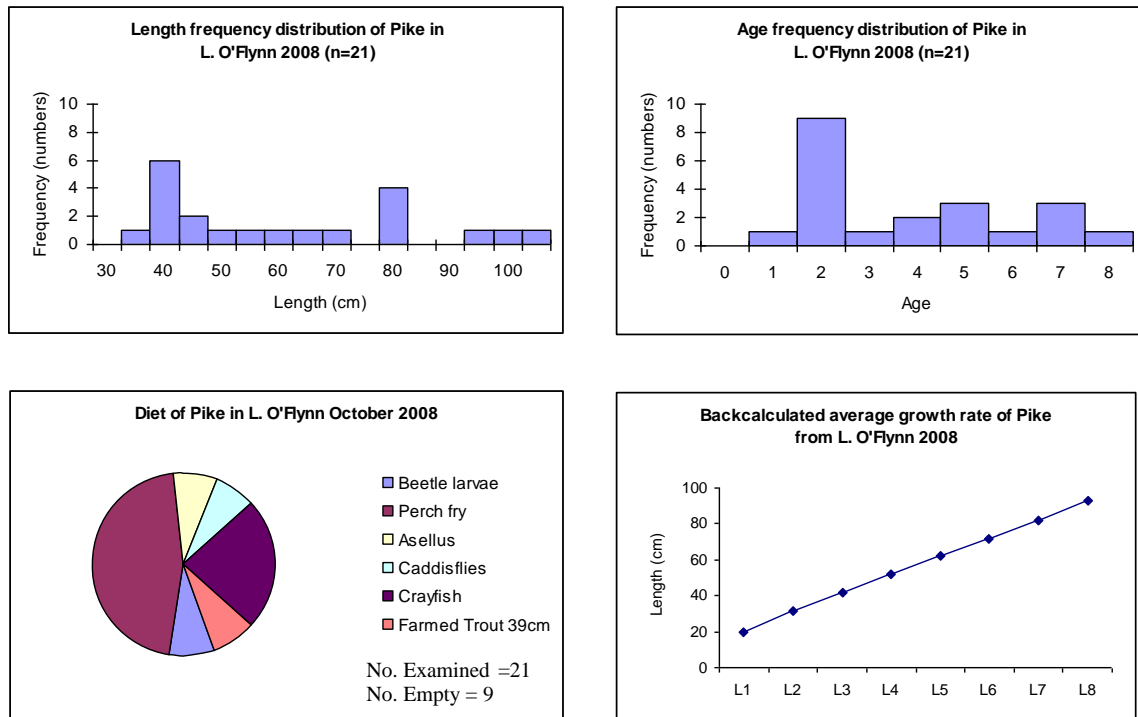 Length frequency distribution of Pike in
L. O'Flynn 2008 (n=21)
Frequency (numbers)
10
8
6
4
2
0
30 40 50 60 70 80 90 100
Length (cm)
Age frequency distribution of Pike in
L. O'Flynn 2008 (n=21)
Frequency (numbers)
10
8
6
4
2
0
0 1 2 3 4 5 6 7 8
Age
Diet of Pike in L. O'Flynn October 2008
Beetle larvae
Perch fry
Asellus
Caddisflies
Crayfish
Farmed Trout 39cm
No. Examined =21
No. Empty = 9
Backcalculated average growth rate of Pike
from L. O'Flynn 2008
Length (cm)
100
80
60
40
20
0
L1 L2 L3 L4 L5 L6 L7 L8